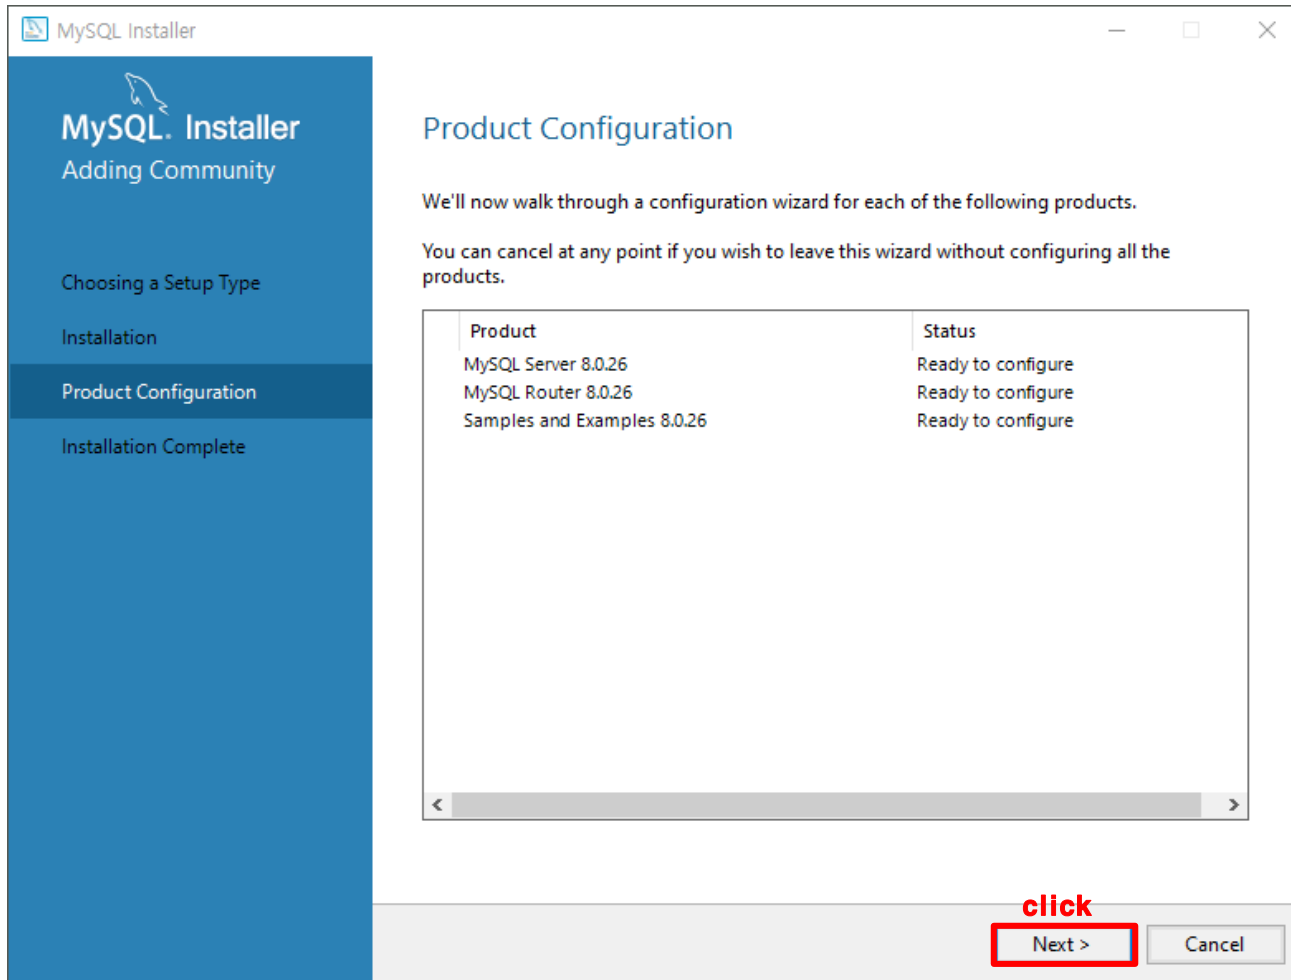 MySQL Installer
MySQL. Installer
Adding Community
Choosing a Setup Type
Installation
Product Configuration
Installation Complete
Product Configuration
We'll now walk through a configuration wizard for each of the following products.
You can cancel at any point if you wish to leave this wizard without configuring all the
products.
Product Status
MySQL Server 8.0.26 Ready to configure
MySQL Router 8.0.26 Ready to configure
Samples and Examples 8.0.26 Ready to configure
click
Next > Cancel